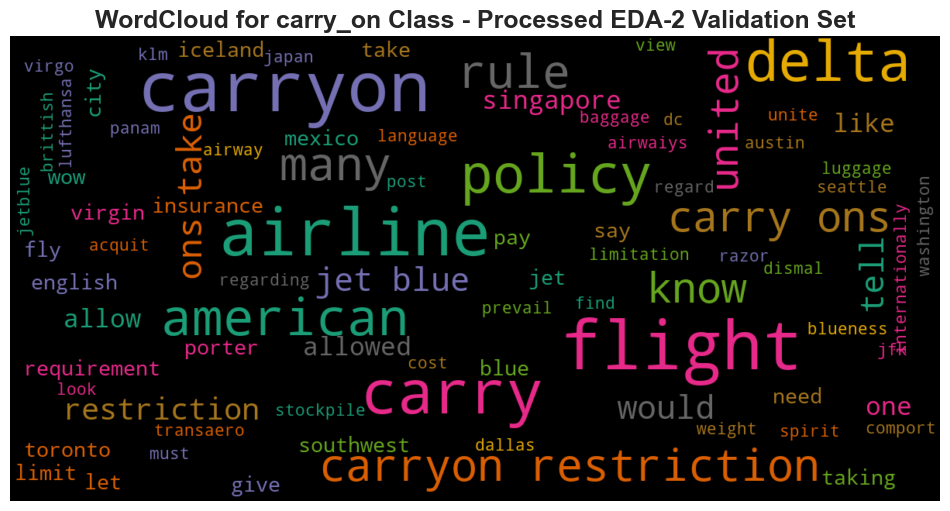 WordCloud for carry_on Class - Processed EDA-2 Validation Set
virgo
klm
iceland
japan
take
view
carryon
rule
delta
united
city
lufthansa
brittish
panam
singapore
baggage
dc
unite
like
airway
mexico
language
airwaiys
austin
ons take
many
post
policy
regard
luggage
seattle
jetblue
wow
virgin
insurance
airline
carry ons
washington
fly
acquit
pay
say
limitation
razor
dismal
tell
internationally
english
regarding
jet blue
jet
know
prevail
find
allow
american
flight
blueness
jfk
porter
allowed
requirement
cost
blue
look
carry
need
restriction
stockpile
would
one
transaero
southwest
dallas
weight
spirit
comport
toronto
must
limit
let
give
carryon restriction
taking